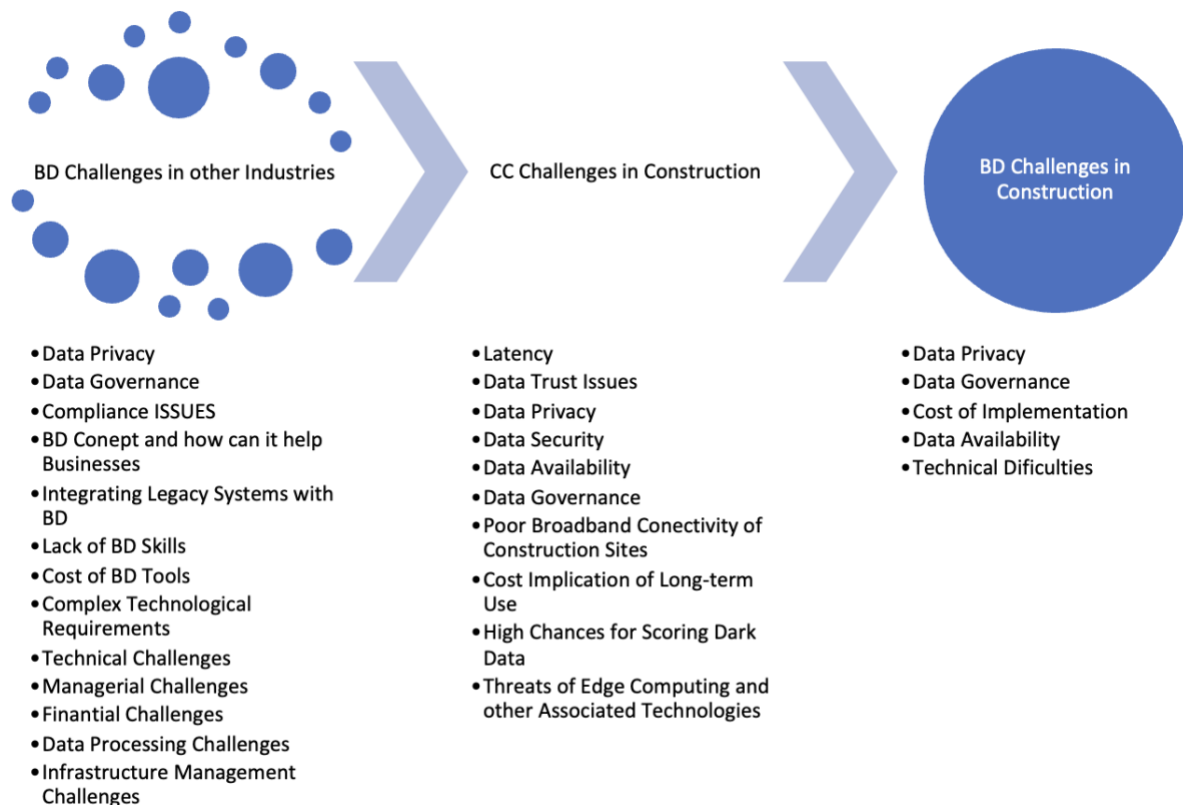 BD Challenges in other Industries
CC Challenges in Construction
BD Challenges in
Construction
•Data Privacy
•Data Governance
•Compliance ISSUES
•BD Conept and how can it help
Businesses
•Integrating Legacy Systems with
BD
•Lack of BD Skills
•Cost of BD Tools
•Complex Technological
Requirements
•Technical Challenges
•Managerial Challenges
•Finantial Challenges
•Data Processing Challenges
•Infrastructure Management
Challenges
•Latency
•Data Trust Issues
•Data Privacy
•Data Security
•Data Availability
•Data Governance
•Poor Broadband Conectivity of
Construction Sites
•Cost Implication of Long-term
Use
•High Chances for Scoring Dark
Data
•Threats of Edge Computing and
other Associated Technologies
•Data Privacy
•Data Governance
•Cost of Implementation
•Data Availability
•Technical Dificulties